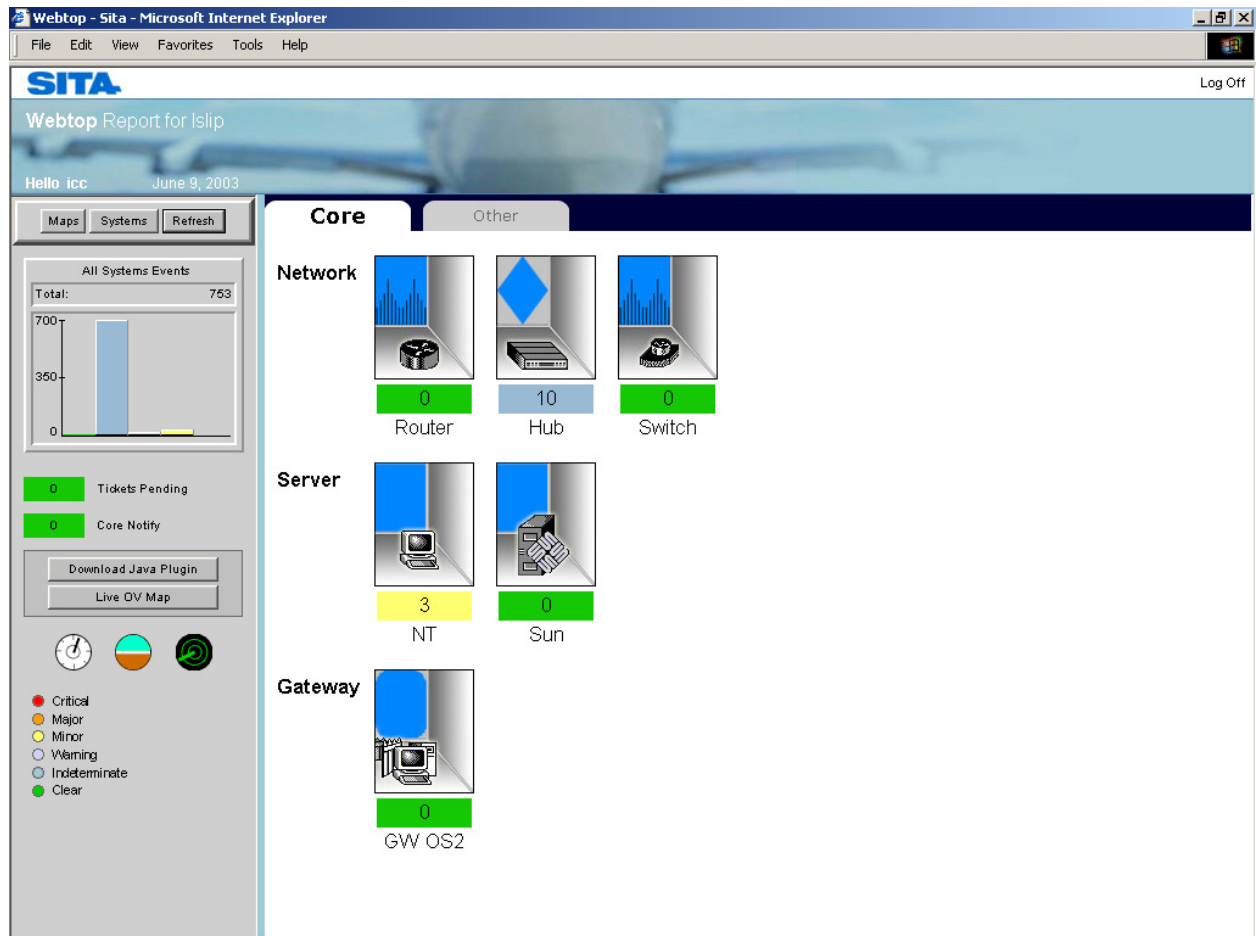 Webtop - Sita - Microsoft Internet Explorer
File Edit View Favorites Tools Help
SITA
Log Off
Webtop Report for Islip
Hello icc June 9, 2003
Maps Systems Refresh
Core Other
All Systems Events
Total: 753
700
350
0
0 Tickets Pending
0 Core Notify
Download Java Plugin
Live OV Map
Critical
Major
Minor
Warning
Indeterminate
Clear
Network
0 10 0
Router Hub Switch
Server
3 0
NT Sun
Gateway
0
GW OS2